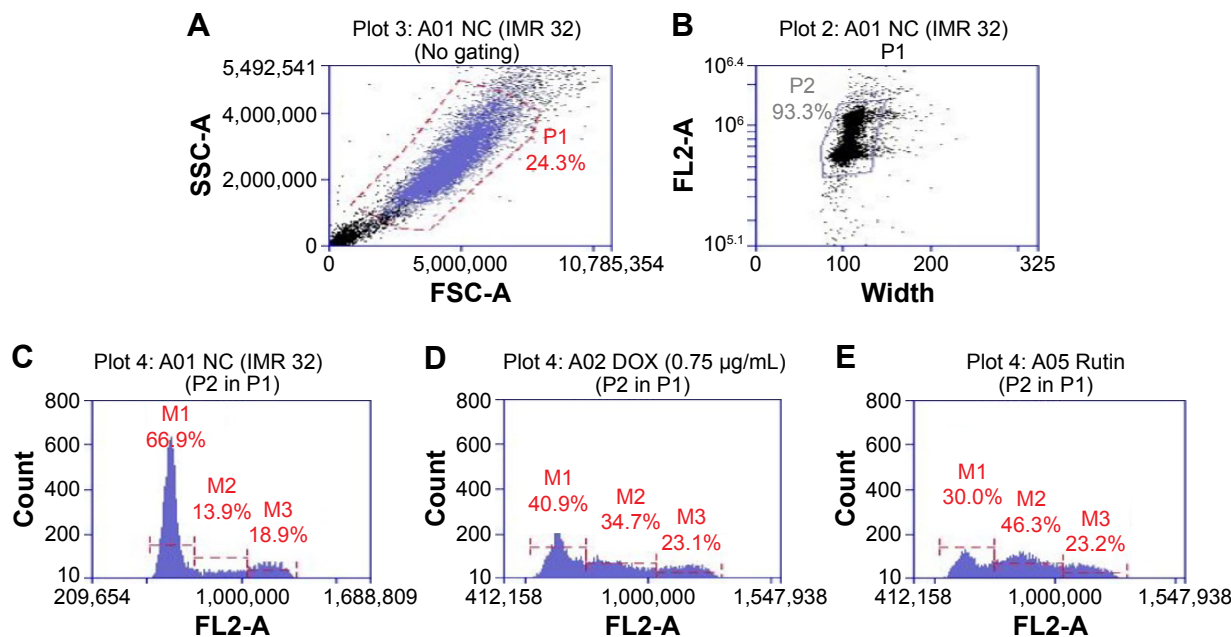 A
Plot 3: A01 NC (IMR 32)
(No gating)
5,492,541
4,000,000
2,000,000
0
SSC-A
P1
24.3%
0
5,000,000
10,785,354
FSC-A
B
Plot 2: A01 NC (IMR 32)
P1
10^6.4
10^6
10^5.1
FL2-A
P2
93.3%
0
100
200
325
Width
C
Plot 4: A01 NC (IMR 32)
(P2 in P1)
800
600
400
200
10
Count
M1
66.9%
M2
13.9%
M3
18.9%
209,654
1,000,000
1,688,809
FL2-A
D
Plot 4: A02 DOX (0.75 μg/mL)
(P2 in P1)
800
600
400
200
10
Count
M1
40.9%
M2
34.7%
M3
23.1%
412,158
1,000,000
1,547,938
FL2-A
E
Plot 4: A05 Rutin
(P2 in P1)
800
600
400
200
10
Count
M1
30.0%
M2
46.3%
M3
23.2%
412,158
1,000,000
1,547,938
FL2-A